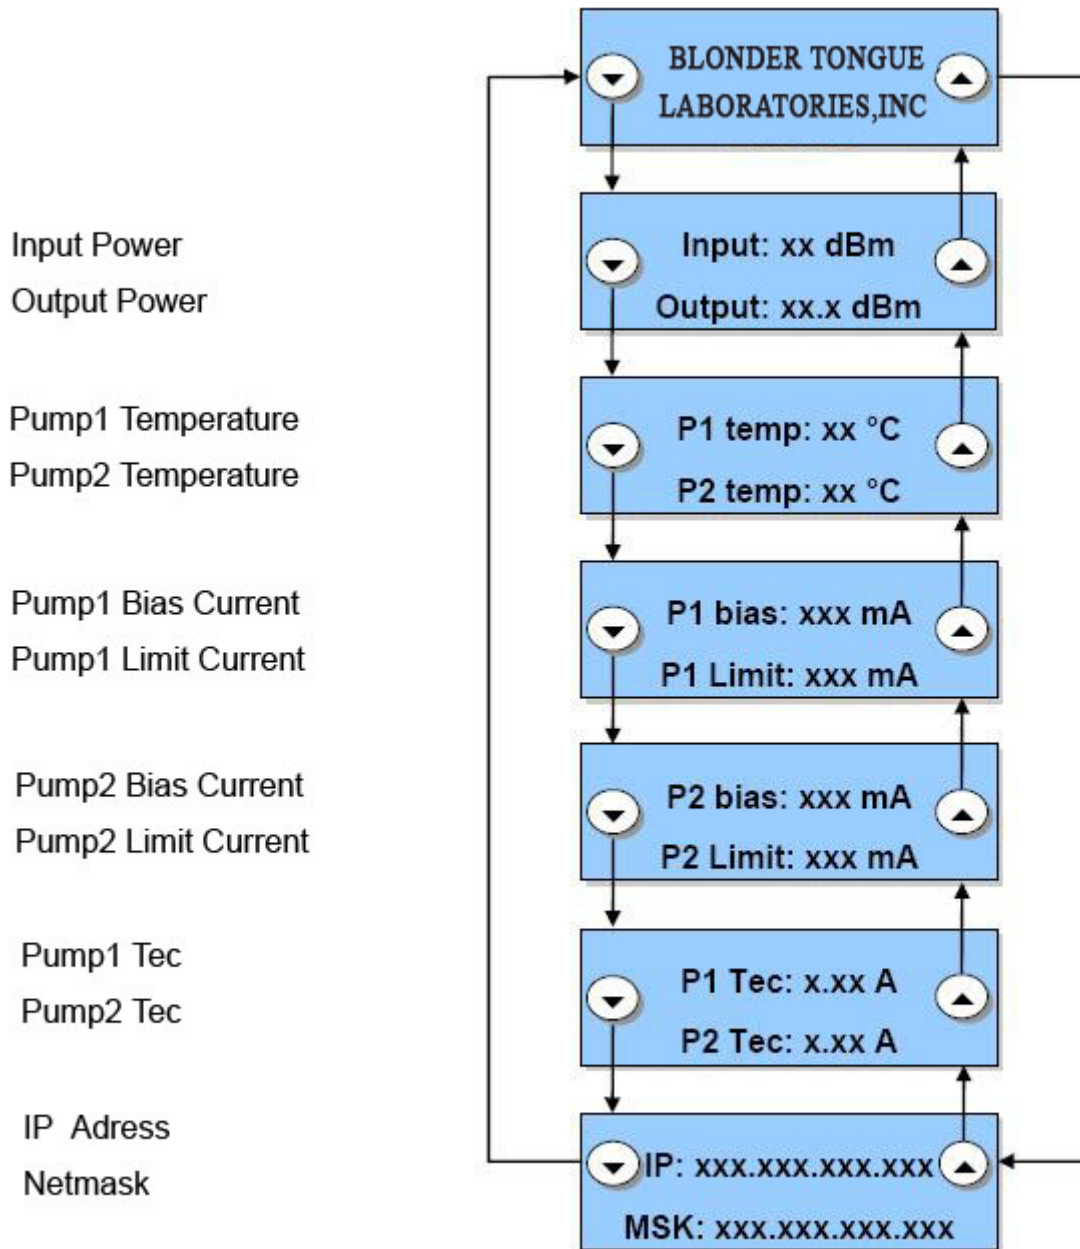 BLONDER TONGUE
LABORATORIES,INC
Input Power
Output Power
Input: xx dBm
Output: xx.x dBm
Pump1 Temperature
Pump2 Temperature
P1 temp: xx °C
P2 temp: xx °C
Pump1 Bias Current
Pump1 Limit Current
P1 bias: xxx mA
P1 Limit: xxx mA
Pump2 Bias Current
Pump2 Limit Current
P2 bias: xxx mA
P2 Limit: xxx mA
Pump1 Tec
Pump2 Tec
P1 Tec: x.xx A
P2 Tec: x.xx A
IP Adress
Netmask
IP: xxx.xxx.xxx.xxx
MSK: xxx.xxx.xxx.xxx